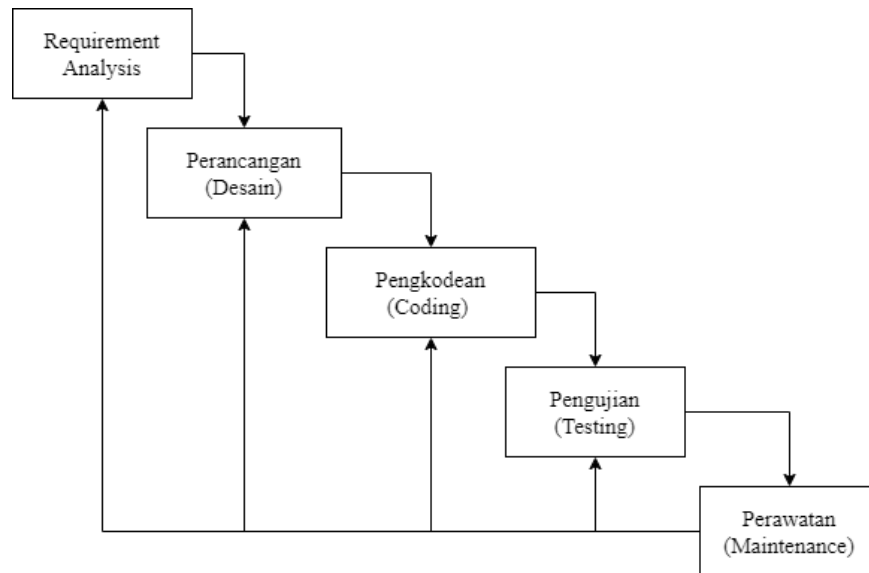 Requirement
Analysis
Perancangan
(Desain)
Pengkodean
(Coding)
Pengujian
(Testing)
Perawatan
(Maintenance)